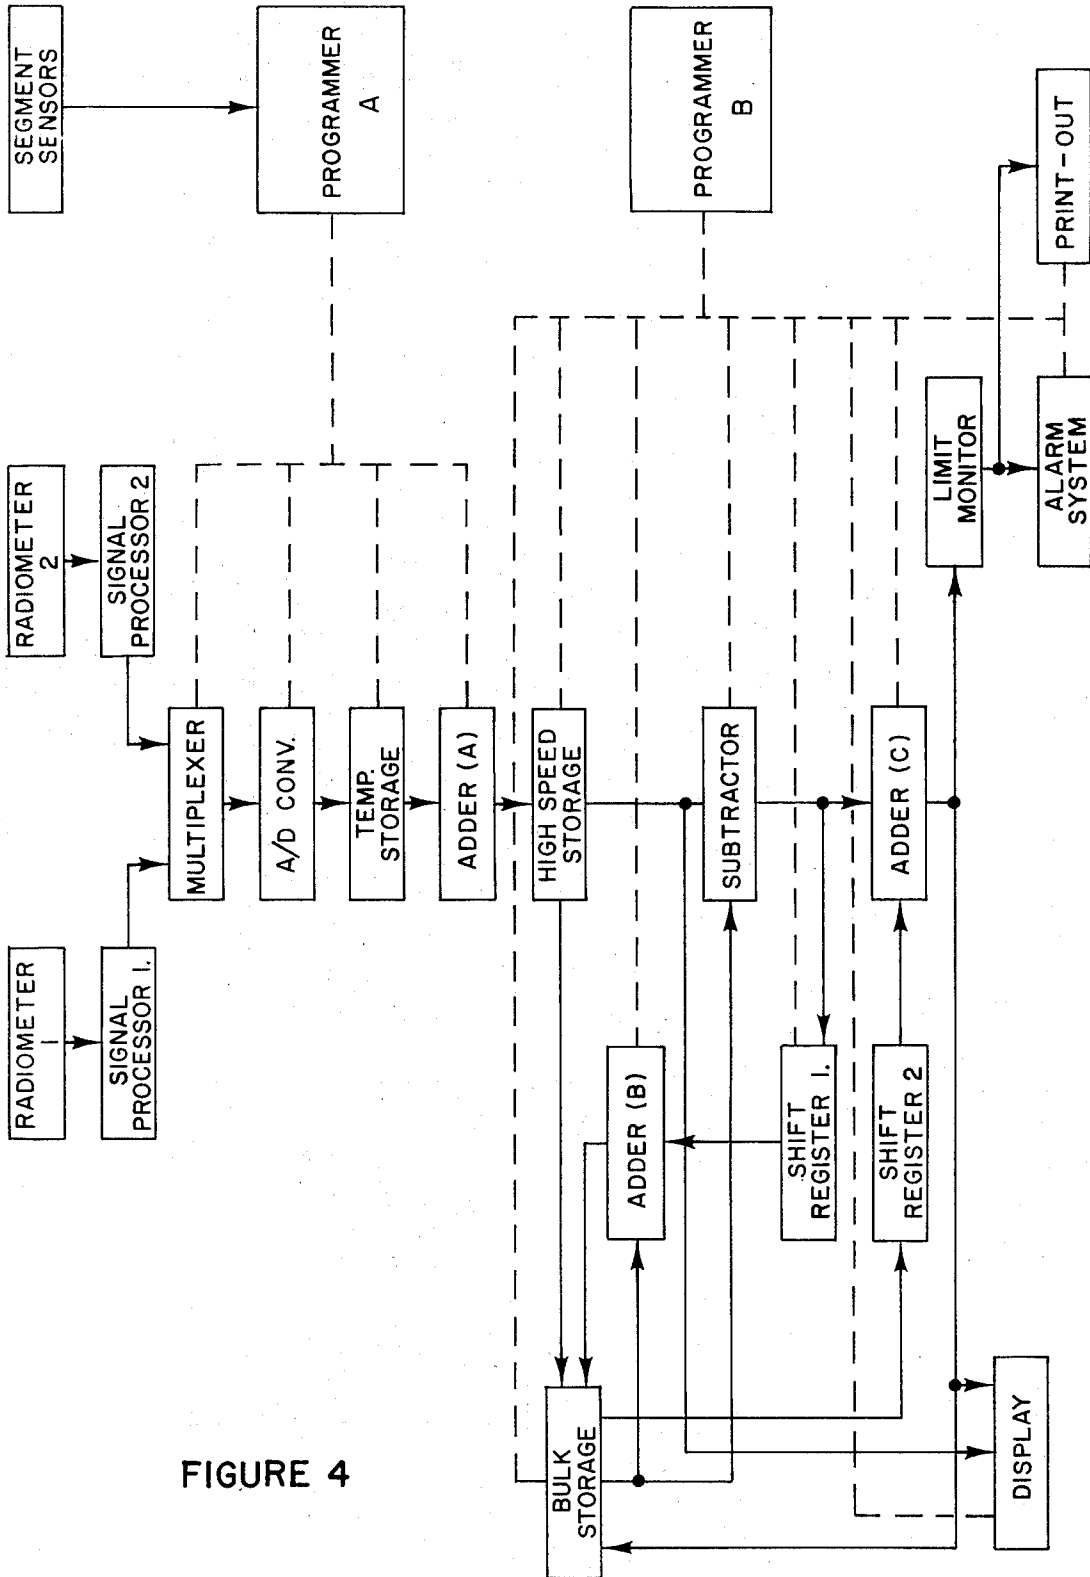 SEGMENT
SENSORS
PROGRAMMER
A
PROGRAMMER
B
PRINT-OUT
RADIOMETER
2
SIGNAL
PROCESSOR 2
LIMIT
MONITOR
ALARM
SYSTEM
MULTIPLEXER
A/D CONV.
TEMP.
STORAGE
ADDER (A)
HIGH SPEED
STORAGE
SUBTRACTOR
ADDER (C)
RADIOMETER
1
SIGNAL
PROCESSOR 1.
ADDER (B)
SHIFT
REGISTER 1.
SHIFT
REGISTER 2
BULK
STORAGE
DISPLAY
FIGURE 4